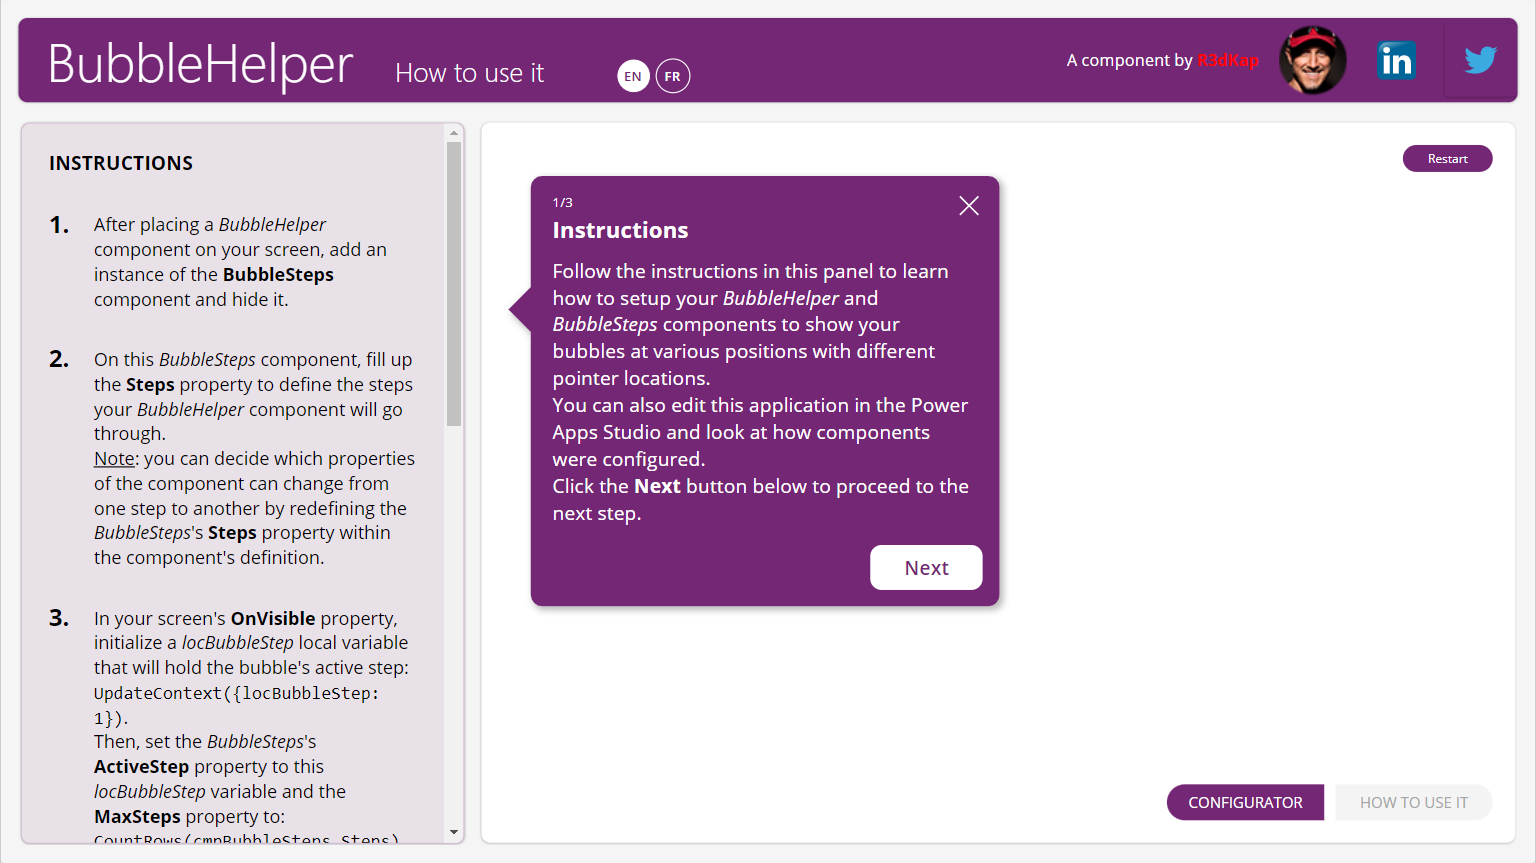 BubbleHelper
How to use it
EN
FR
A component by R3dKap
in
INSTRUCTIONS
1.
After placing a BubbleHelper
component on your screen, add an
instance of the BubbleSteps
component and hide it.
2.
On this BubbleSteps component, fill up
the Steps property to define the steps
your BubbleHelper component will go
through.
Note: you can decide which properties
of the component can change from
one step to another by redefining the
BubbleSteps's Steps property within
the component's definition.
3.
In your screen's OnVisible property,
initialize a locBubbleStep local variable
that will hold the bubble's active step:
UpdateContext({locBubbleStep:
1}).
Then, set the BubbleSteps's
ActiveStep property to this
locBubbleStep variable and the
MaxSteps property to:
CountRows(cmpBubbleSteps.Steps)
Restart
1/3
Instructions
Follow the instructions in this panel to learn
how to setup your BubbleHelper and
BubbleSteps components to show your
bubbles at various positions with different
pointer locations.
You can also edit this application in the Power
Apps Studio and look at how components
were configured.
Click the Next button below to proceed to the
next step.
Next
CONFIGURATOR
HOW TO USE IT